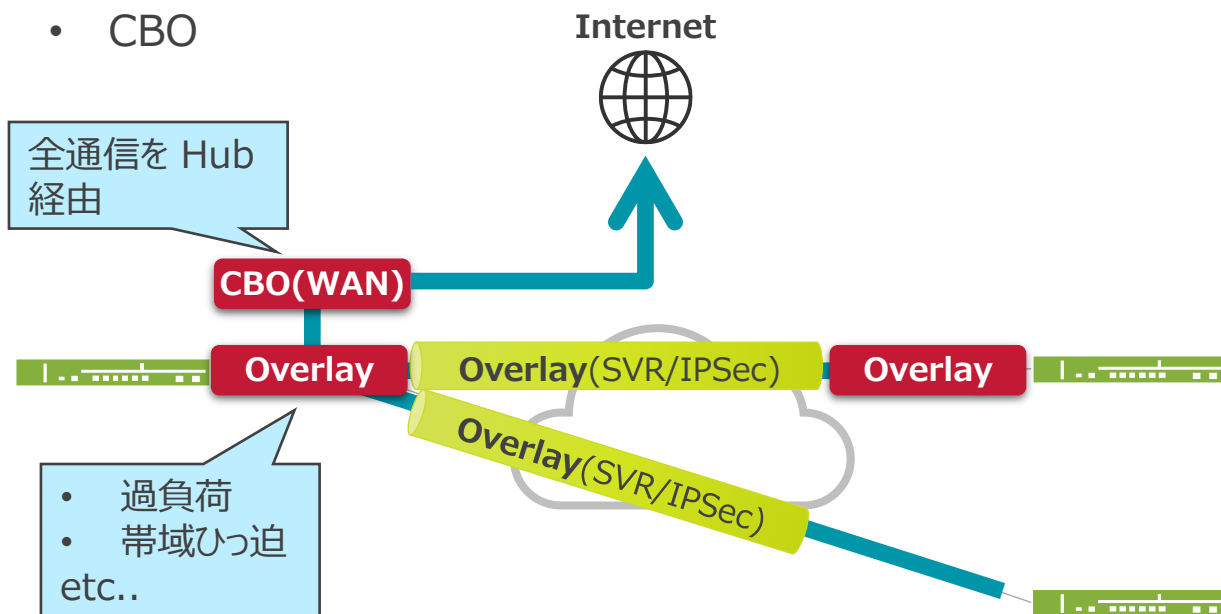 • CBO
Internet
全通信を Hub
経由
CBO(WAN)
Overlay
Overlay(SVR/IPSec)
Overlay
Overlay(SVR/IPSec)
• 過負荷
• 帯域ひっ迫
etc..